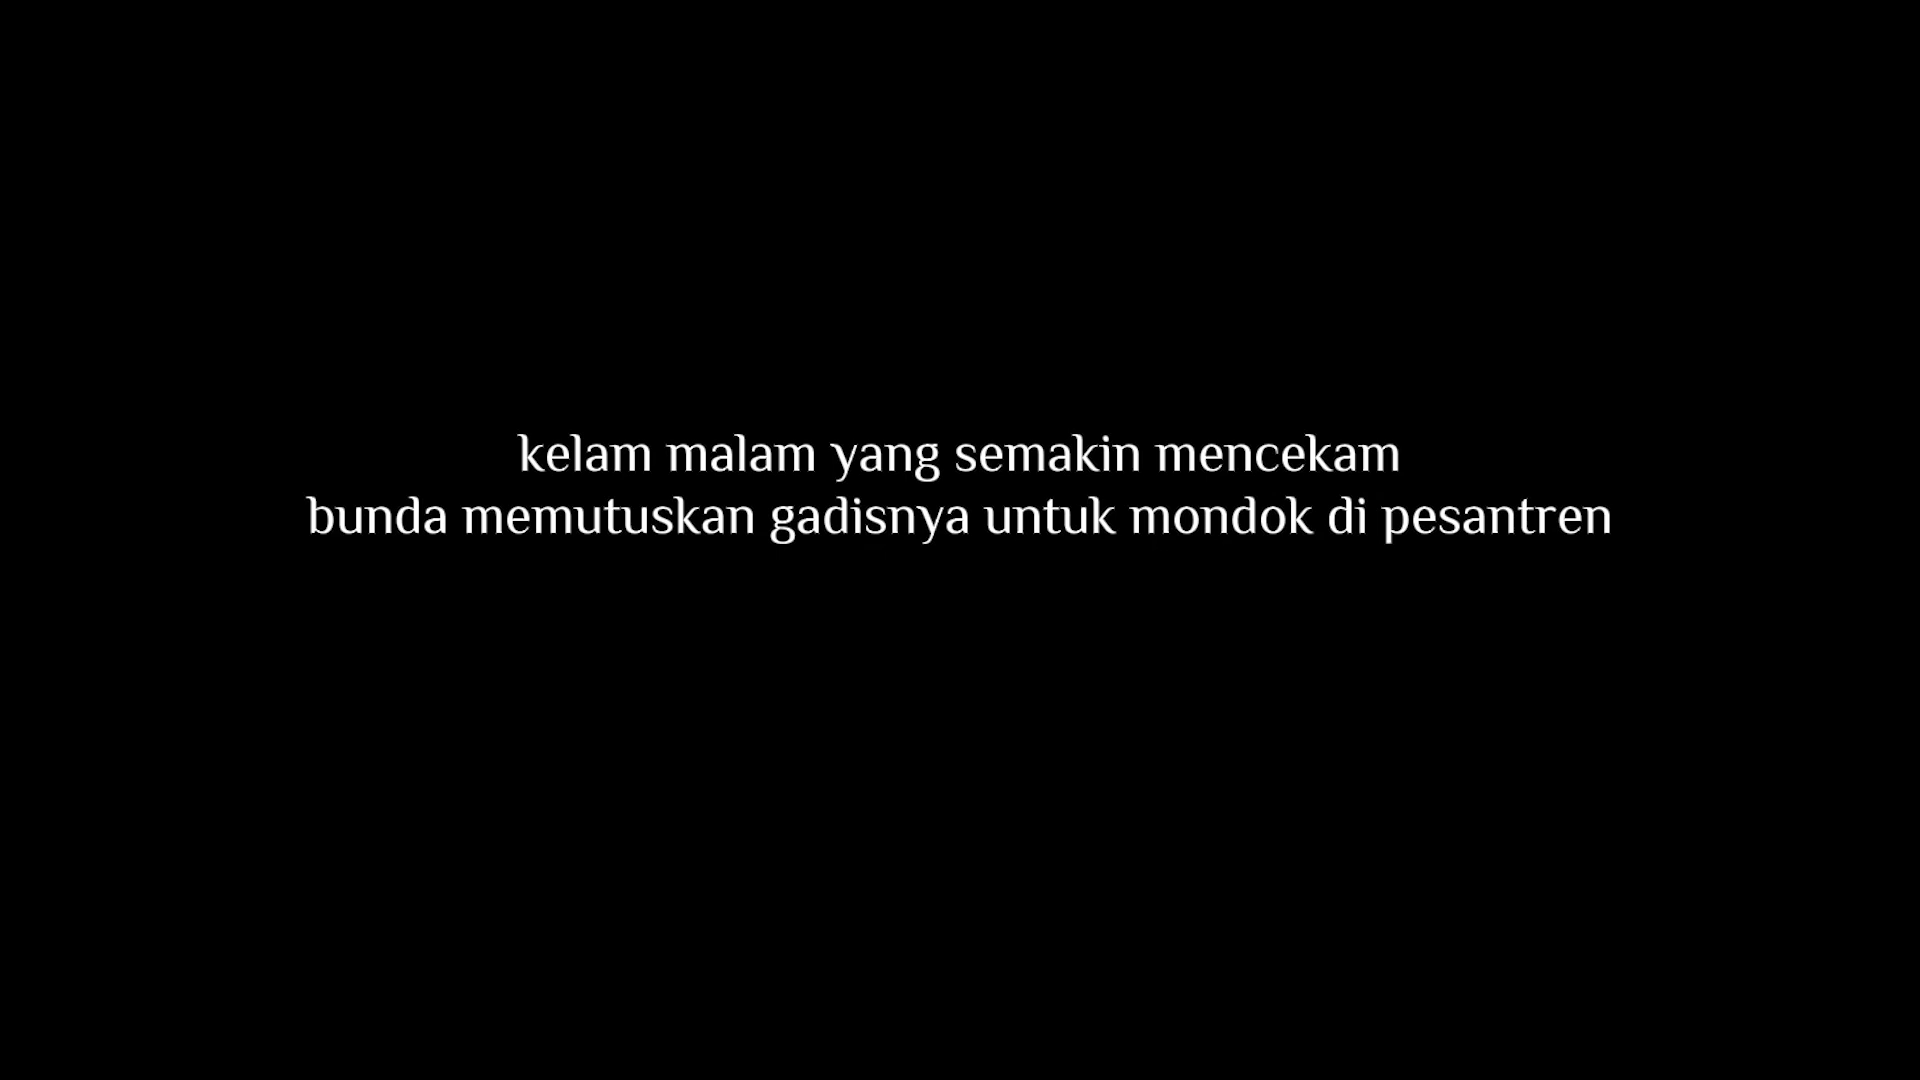 kelam malam yang semakin mencekam
bunda memutuskan gadisnya untuk mondok di pesantren